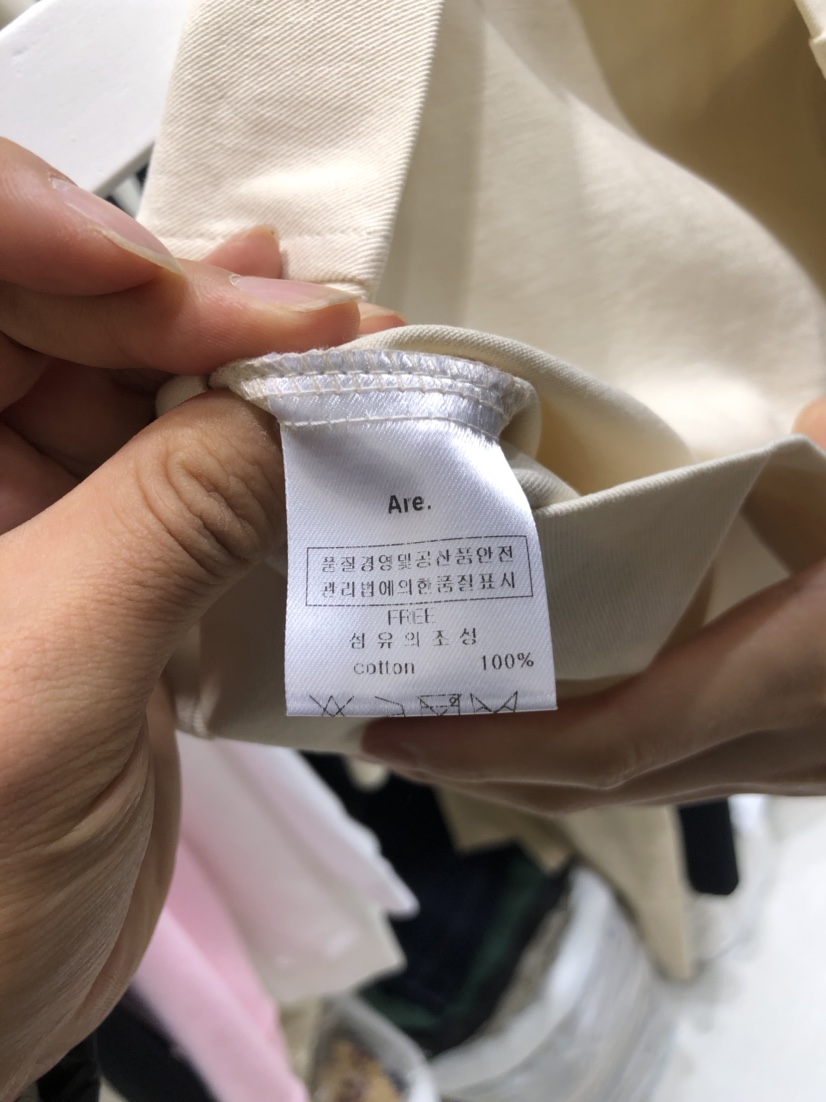 Are.
품질경영및공산품안전
관리법에의한품질표시
FREE
섬유의조성
cotton 100%